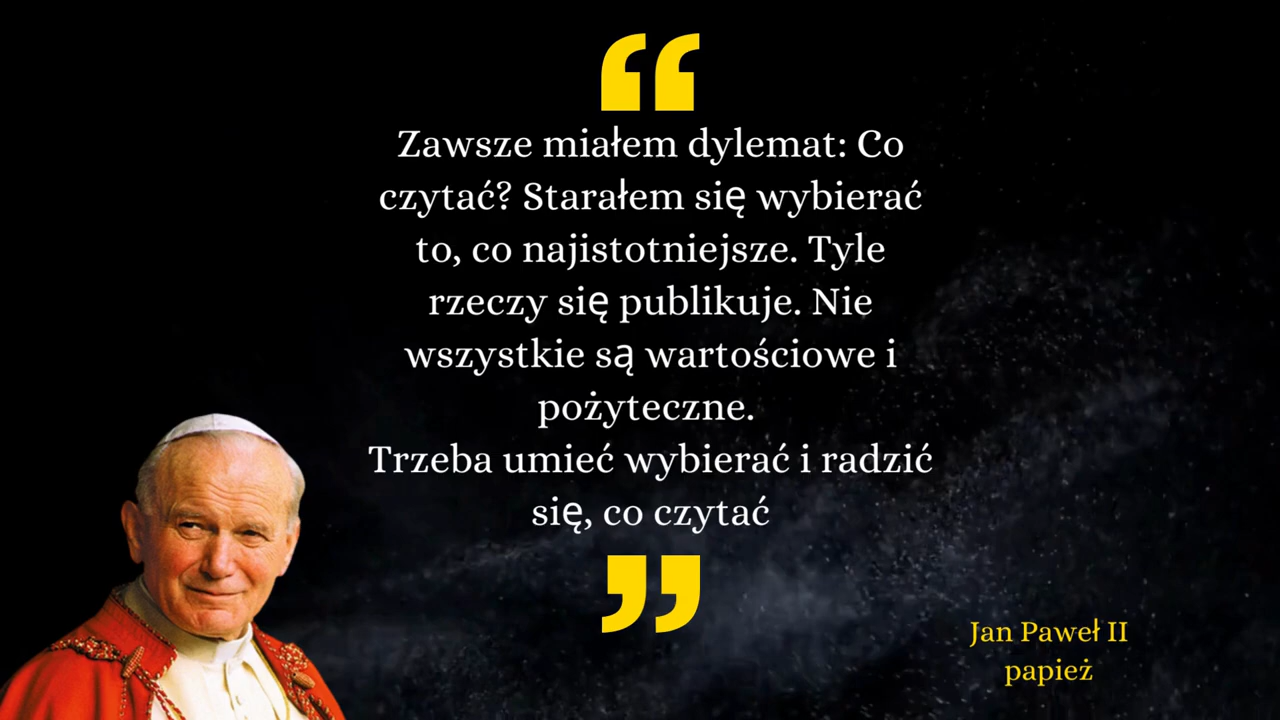 “
Zawsze miałem dylemat: Co
czytać? Starałem się wybierać
to, co najistotniejsze. Tyle
rzeczy się publikuje. Nie
wszystkie są wartościowe i
pożyteczne.
Trzeba umieć wybierać i radzić
się, co czytać
”
Jan Paweł II
papież